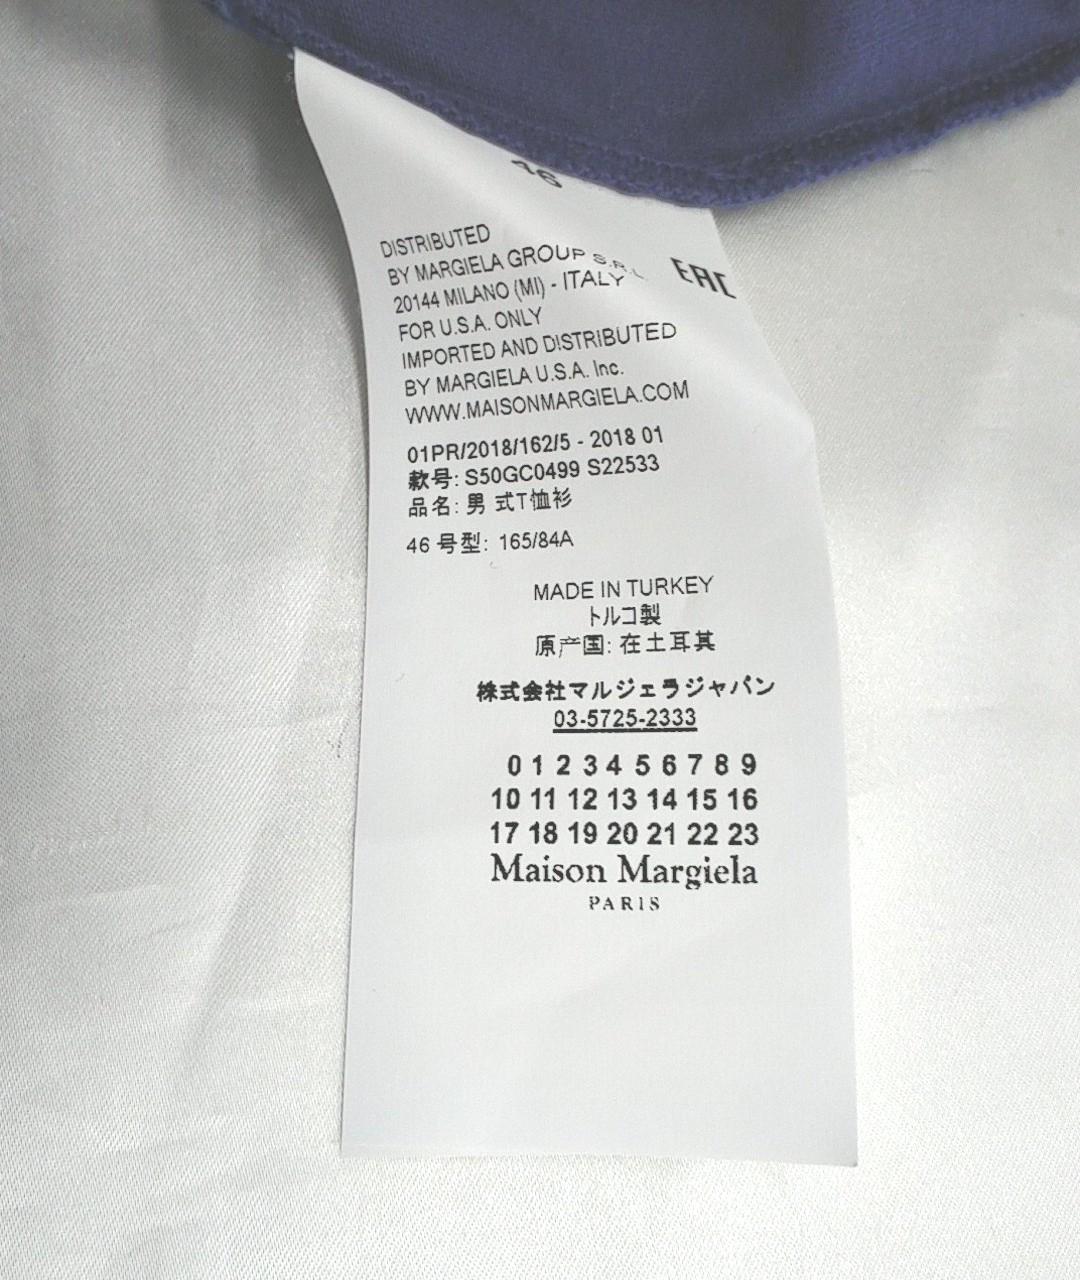 46
DISTRIBUTED
BY MARGIELA GROUP S.R.L.
20144 MILANO (MI) - ITALY
EAC
FOR U.S.A. ONLY
IMPORTED AND DISTRIBUTED
BY MARGIELA U.S.A. Inc.
WWW.MAISONMARGIELA.COM
01PR/2018/162/5 - 2018 01
款号: S50GC0499 S22533
品名: 男 式T恤衫
46 号型: 165/84A
MADE IN TURKEY
トルコ製
原产国: 在土耳其
株式会社マルジェラジャパン
03-5725-2333
0 1 2 3 4 5 6 7 8 9
10 11 12 13 14 15 16
17 18 19 20 21 22 23
Maison Margiela
PARIS